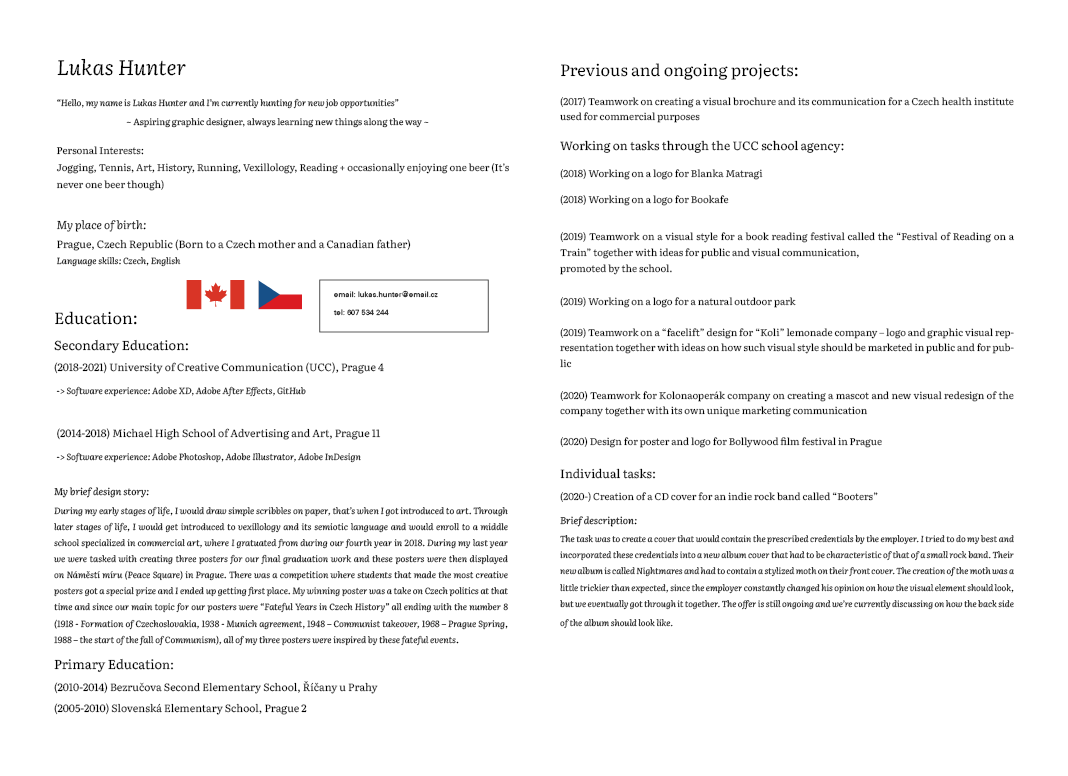 Lukas Hunter
“Hello, my name is Lukas Hunter and I’m currently hunting for new job opportunities”
~ Aspiring graphic designer, always learning new things along the way ~
Personal Interests:
Jogging, Tennis, Art, History, Running, Vexillology, Reading + occasionally enjoying one beer (It’s
never one beer though)
My place of birth:
Prague, Czech Republic (Born to a Czech mother and a Canadian father)
Language skills: Czech, English
email: lukas.hunter@email.cz
tel: 607 534 244
Education:
Secondary Education:
(2018-2021) University of Creative Communication (UCC), Prague 4
-> Software experience: Adobe XD, Adobe After Effects, GitHub
(2014-2018) Michael High School of Advertising and Art, Prague 11
-> Software experience: Adobe Photoshop, Adobe Illustrator, Adobe InDesign
My brief design story:
During my early stages of life, I would draw simple scribbles on paper, that’s when I got introduced to art. Through
later stages of life, I would get introduced to vexillology and its semiotic language and would enroll to a middle
school specialized in commercial art, where I gratuated from during our fourth year in 2018. During my last year
we were tasked with creating three posters for our final graduation work and these posters were then displayed
on Náměstí míru (Peace Square) in Prague. There was a competition where students that made the most creative
posters got a special prize and I ended up getting first place. My winning poster was a take on Czech politics at that
time and since our main topic for our posters were “Fateful Years in Czech History” all ending with the number 8
(1918 - Formation of Czechoslovakia, 1938 - Munich agreement, 1948 – Communist takeover, 1968 – Prague Spring,
1988 – the start of the fall of Communism), all of my three posters were inspired by these fateful events.
Primary Education:
(2010-2014) Bezručova Second Elementary School, Říčany u Prahy
(2005-2010) Slovenská Elementary School, Prague 2
Previous and ongoing projects:
(2017) Teamwork on creating a visual brochure and its communication for a Czech health institute
used for commercial purposes
Working on tasks through the UCC school agency:
(2018) Working on a logo for Blanka Matragi
(2018) Working on a logo for Bookafe
(2019) Teamwork on a visual style for a book reading festival called the “Festival of Reading on a
Train” together with ideas for public and visual communication,
promoted by the school.
(2019) Working on a logo for a natural outdoor park
(2019) Teamwork on a “facelift” design for “Koli” lemonade company – logo and graphic visual rep-
resentation together with ideas on how such visual style should be marketed in public and for pub-
lic
(2020) Teamwork for Kolonaoperák company on creating a mascot and new visual redesign of the
company together with its own unique marketing communication
(2020) Design for poster and logo for Bollywood film festival in Prague
Individual tasks:
(2020-) Creation of a CD cover for an indie rock band called “Booters”
Brief description:
The task was to create a cover that would contain the prescribed credentials by the employer. I tried to do my best and
incorporated these credentials into a new album cover that had to be characteristic of that of a small rock band. Their
new album is called Nightmares and had to contain a stylized moth on their front cover. The creation of the moth was a
little trickier than expected, since the employer constantly changed his opinion on how the visual element should look,
but we eventually got through it together. The offer is still ongoing and we’re currently discussing on how the back side
of the album should look like.